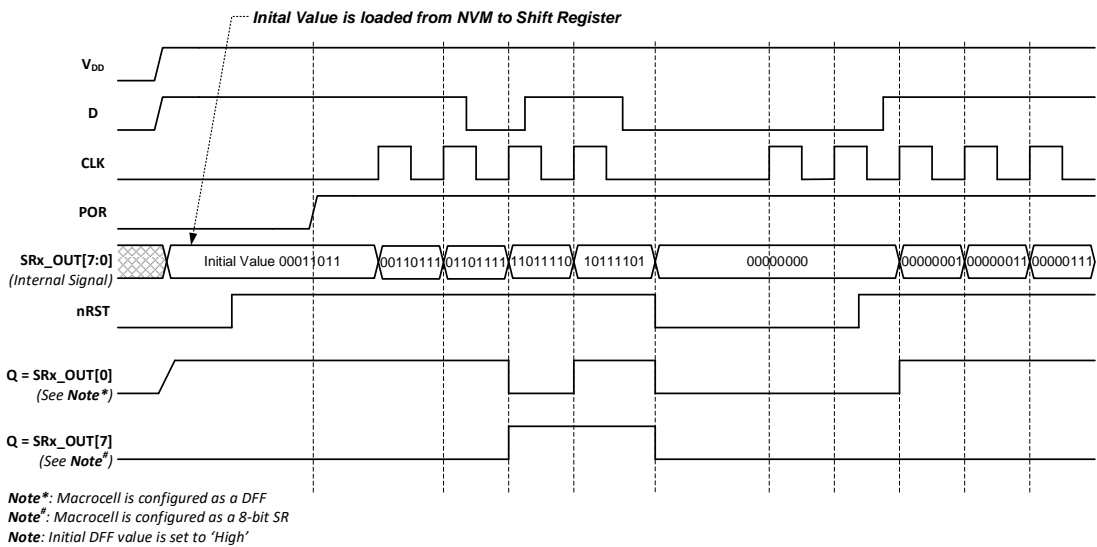 Inital Value is loaded from NVM to Shift Register
VDD
D
CLK
POR
SRx_OUT[7:0]
(Internal Signal)
Initial Value 00011011 00110111 01101111 11011110 10111101 00000000 00000001 00000011 00000111
nRST
Q = SRx_OUT[0]
(See Note*)
Q = SRx_OUT[7]
(See Note#)
Note*: Macrocell is configured as a DFF
Note#: Macrocell is configured as a 8-bit SR
Note: Initial DFF value is set to ‘High’